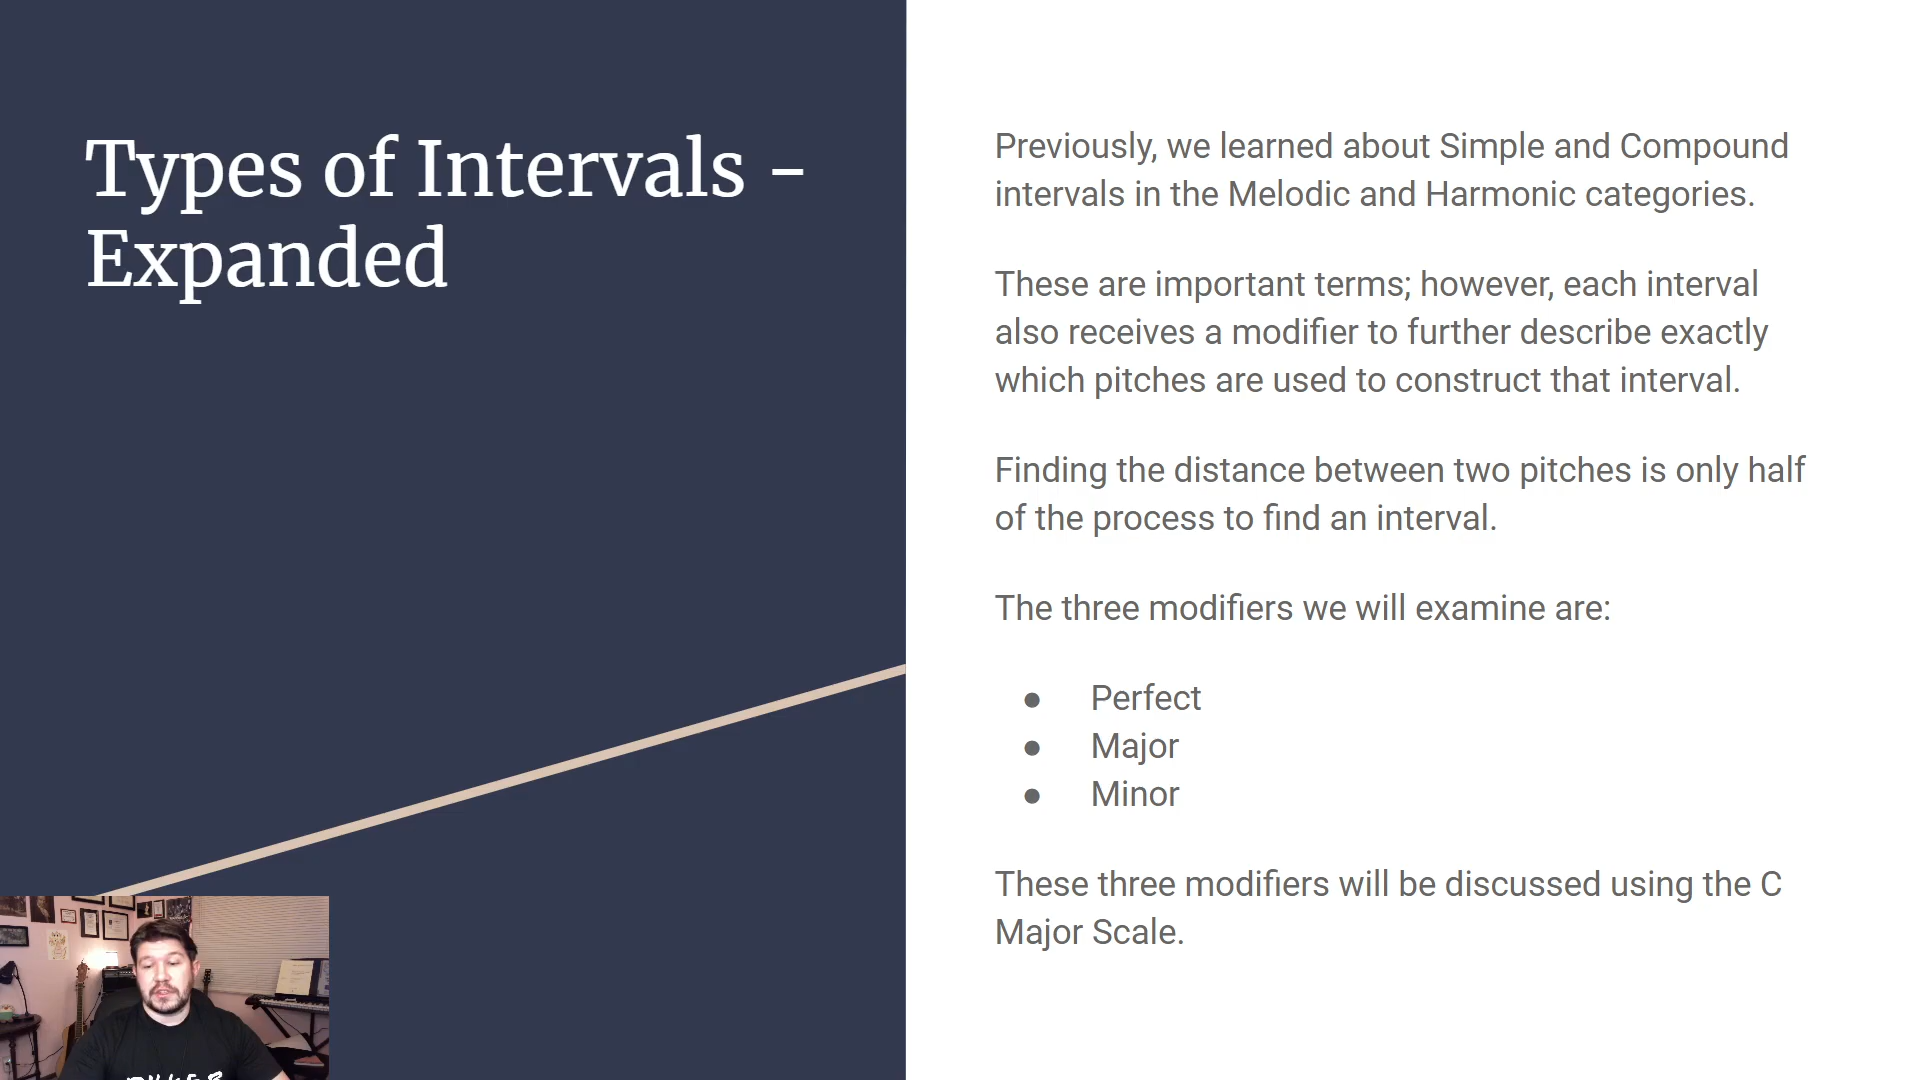 Types of Intervals -
Expanded
Previously, we learned about Simple and Compound
intervals in the Melodic and Harmonic categories.
These are important terms; however, each interval
also receives a modifier to further describe exactly
which pitches are used to construct that interval.
Finding the distance between two pitches is only half
of the process to find an interval.
The three modifiers we will examine are:
● Perfect
● Major
● Minor
These three modifiers will be discussed using the C
Major Scale.